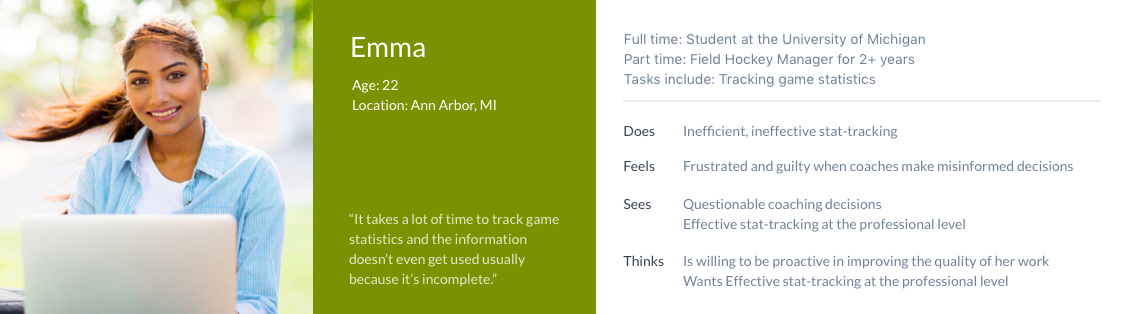 Emma
Age: 22
Location: Ann Arbor, MI
“It takes a lot of time to track game
statistics and the information
doesn’t even get used usually
because it’s incomplete.”
Full time: Student at the University of Michigan
Part time: Field Hockey Manager for 2+ years
Tasks include: Tracking game statistics
Does Inefficient, ineffective stat-tracking
Feels Frustrated and guilty when coaches make misinformed decisions
Sees Questionable coaching decisions
Effective stat-tracking at the professional level
Thinks Is willing to be proactive in improving the quality of her work
Wants Effective stat-tracking at the professional level